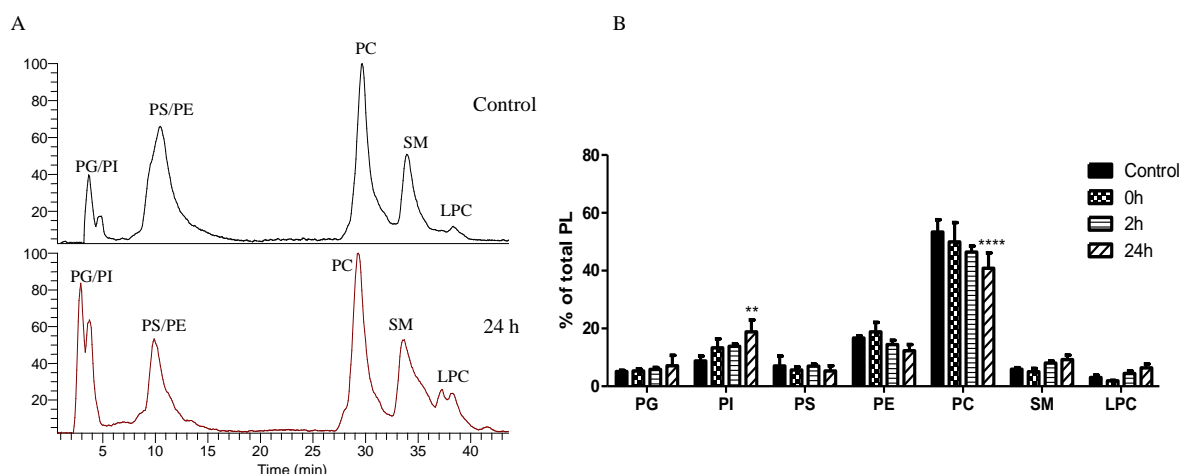 A
PC
100
80
60
40
20
PG/PI
PS/PE
SM
LPC
Control
PC
100
80
60
40
20
PG/PI
PS/PE
SM
LPC
24 h
5 10 15 20 25 30 35 40
Time (min)
B
% of total PL
80
60
40
20
0
**
****
PG PI PS PE PC SM LPC
Control
0h
2h
24h